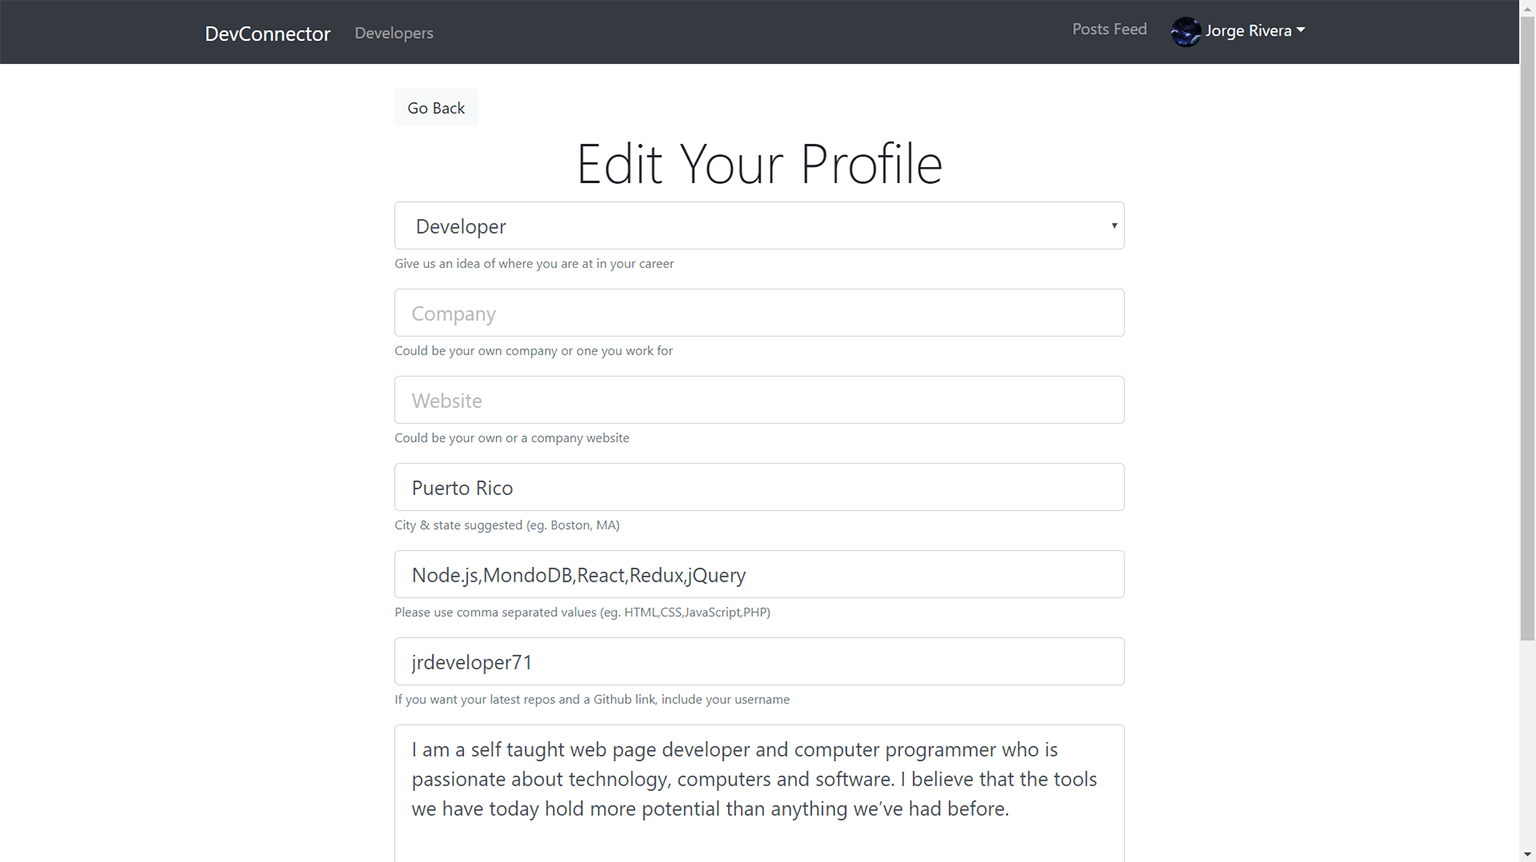 DevConnector Developers Posts Feed Jorge Rivera
Go Back
Edit Your Profile
Developer
Give us an idea of where you are at in your career
Company
Could be your own company or one you work for
Website
Could be your own or a company website
Puerto Rico
City & state suggested (eg. Boston, MA)
Node.js,MondoDB,React,Redux,jQuery
Please use comma separated values (eg. HTML,CSS,JavaScript,PHP)
jrdeveloper71
If you want your latest repos and a Github link, include your username
I am a self taught web page developer and computer programmer who is
passionate about technology, computers and software. I believe that the tools
we have today hold more potential than anything we’ve had before.